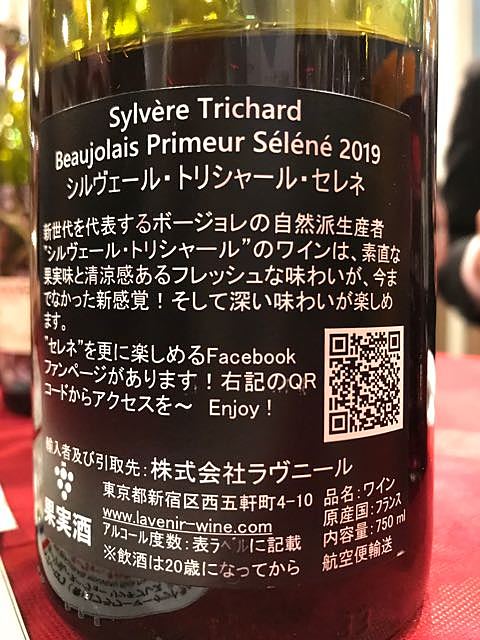 Sylvère Trichard
Beaujolais Primeur Séléné 2019
シルヴェール・トリシャール・セレネ
新世代を代表するボージョレの自然派生産者
"シルヴェール・トリシャール"のワインは、素直な
果実味と清涼感あるフレッシュな味わいが、今ま
でなかった新感覚！そして深い味わいが楽しめ
ます。
"セレネ"を更に楽しめるFacebook
ファンページがあります！右記のQR
コードからアクセスを～ Enjoy！
輸入者及び引取先：株式会社ラヴニール
東京都新宿区西五軒町4-10
www.lavenir-wine.com
アルコール度数：表ラベルに記載
※飲酒は20歳になってから
果実酒
品名：ワイン
原産国：フランス
内容量：750 ml
航空便輸送